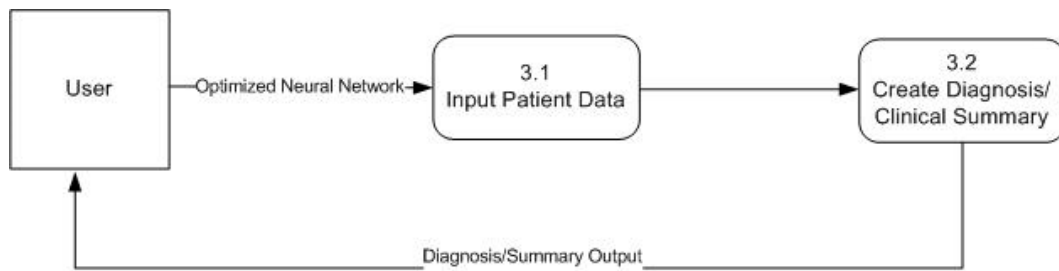 User
Optimized Neural Network
3.1
Input Patient Data
3.2
Create Diagnosis/
Clinical Summary
Diagnosis/Summary Output